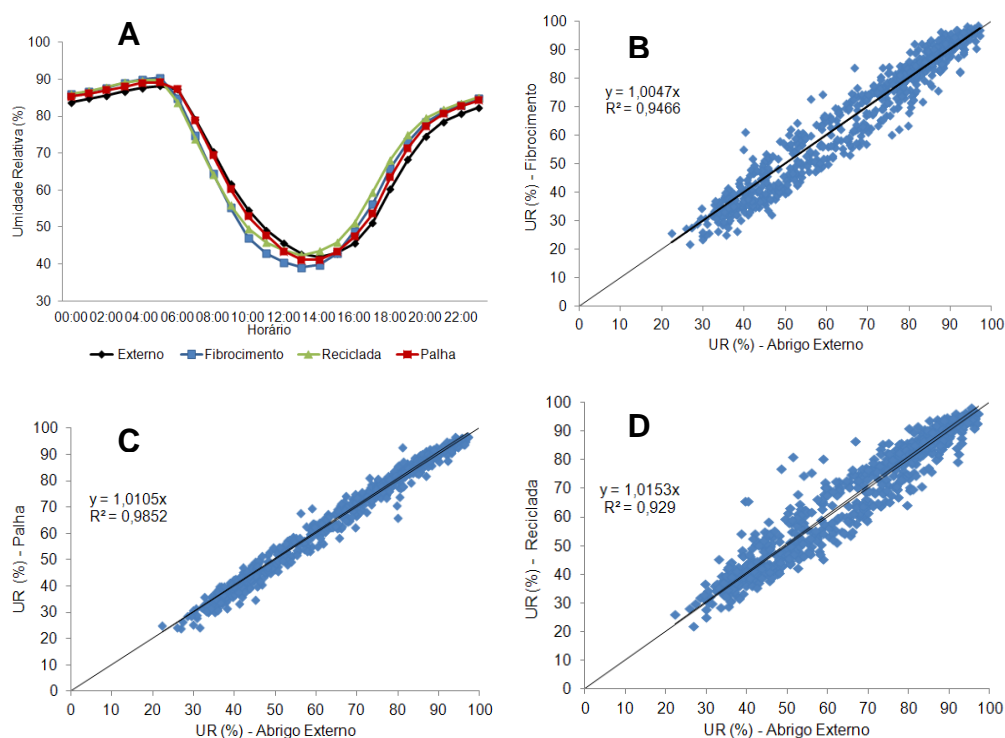 A
Umidade Relativa (%)
100
90
80
70
60
50
40
30
00:00 02:00 04:00 06:00 08:00 10:00 12:00 14:00 16:00 18:00 20:00 22:00
Horário
Externo Fibrocimento Reciclada Palha
B
UR (%) - Fibrocimento
y = 1,0047x
R² = 0,9466
100
90
80
70
60
50
40
30
20
10
0
0 10 20 30 40 50 60 70 80 90 100
UR (%) - Abrigo Externo
C
UR (%) - Palha
y = 1,0105x
R² = 0,9852
100
90
80
70
60
50
40
30
20
10
0
0 10 20 30 40 50 60 70 80 90 100
UR (%) - Abrigo Externo
D
UR (%) - Reciclada
y = 1,0153x
R² = 0,929
100
90
80
70
60
50
40
30
20
10
0
0 10 20 30 40 50 60 70 80 90 100
UR (%) - Abrigo Externo